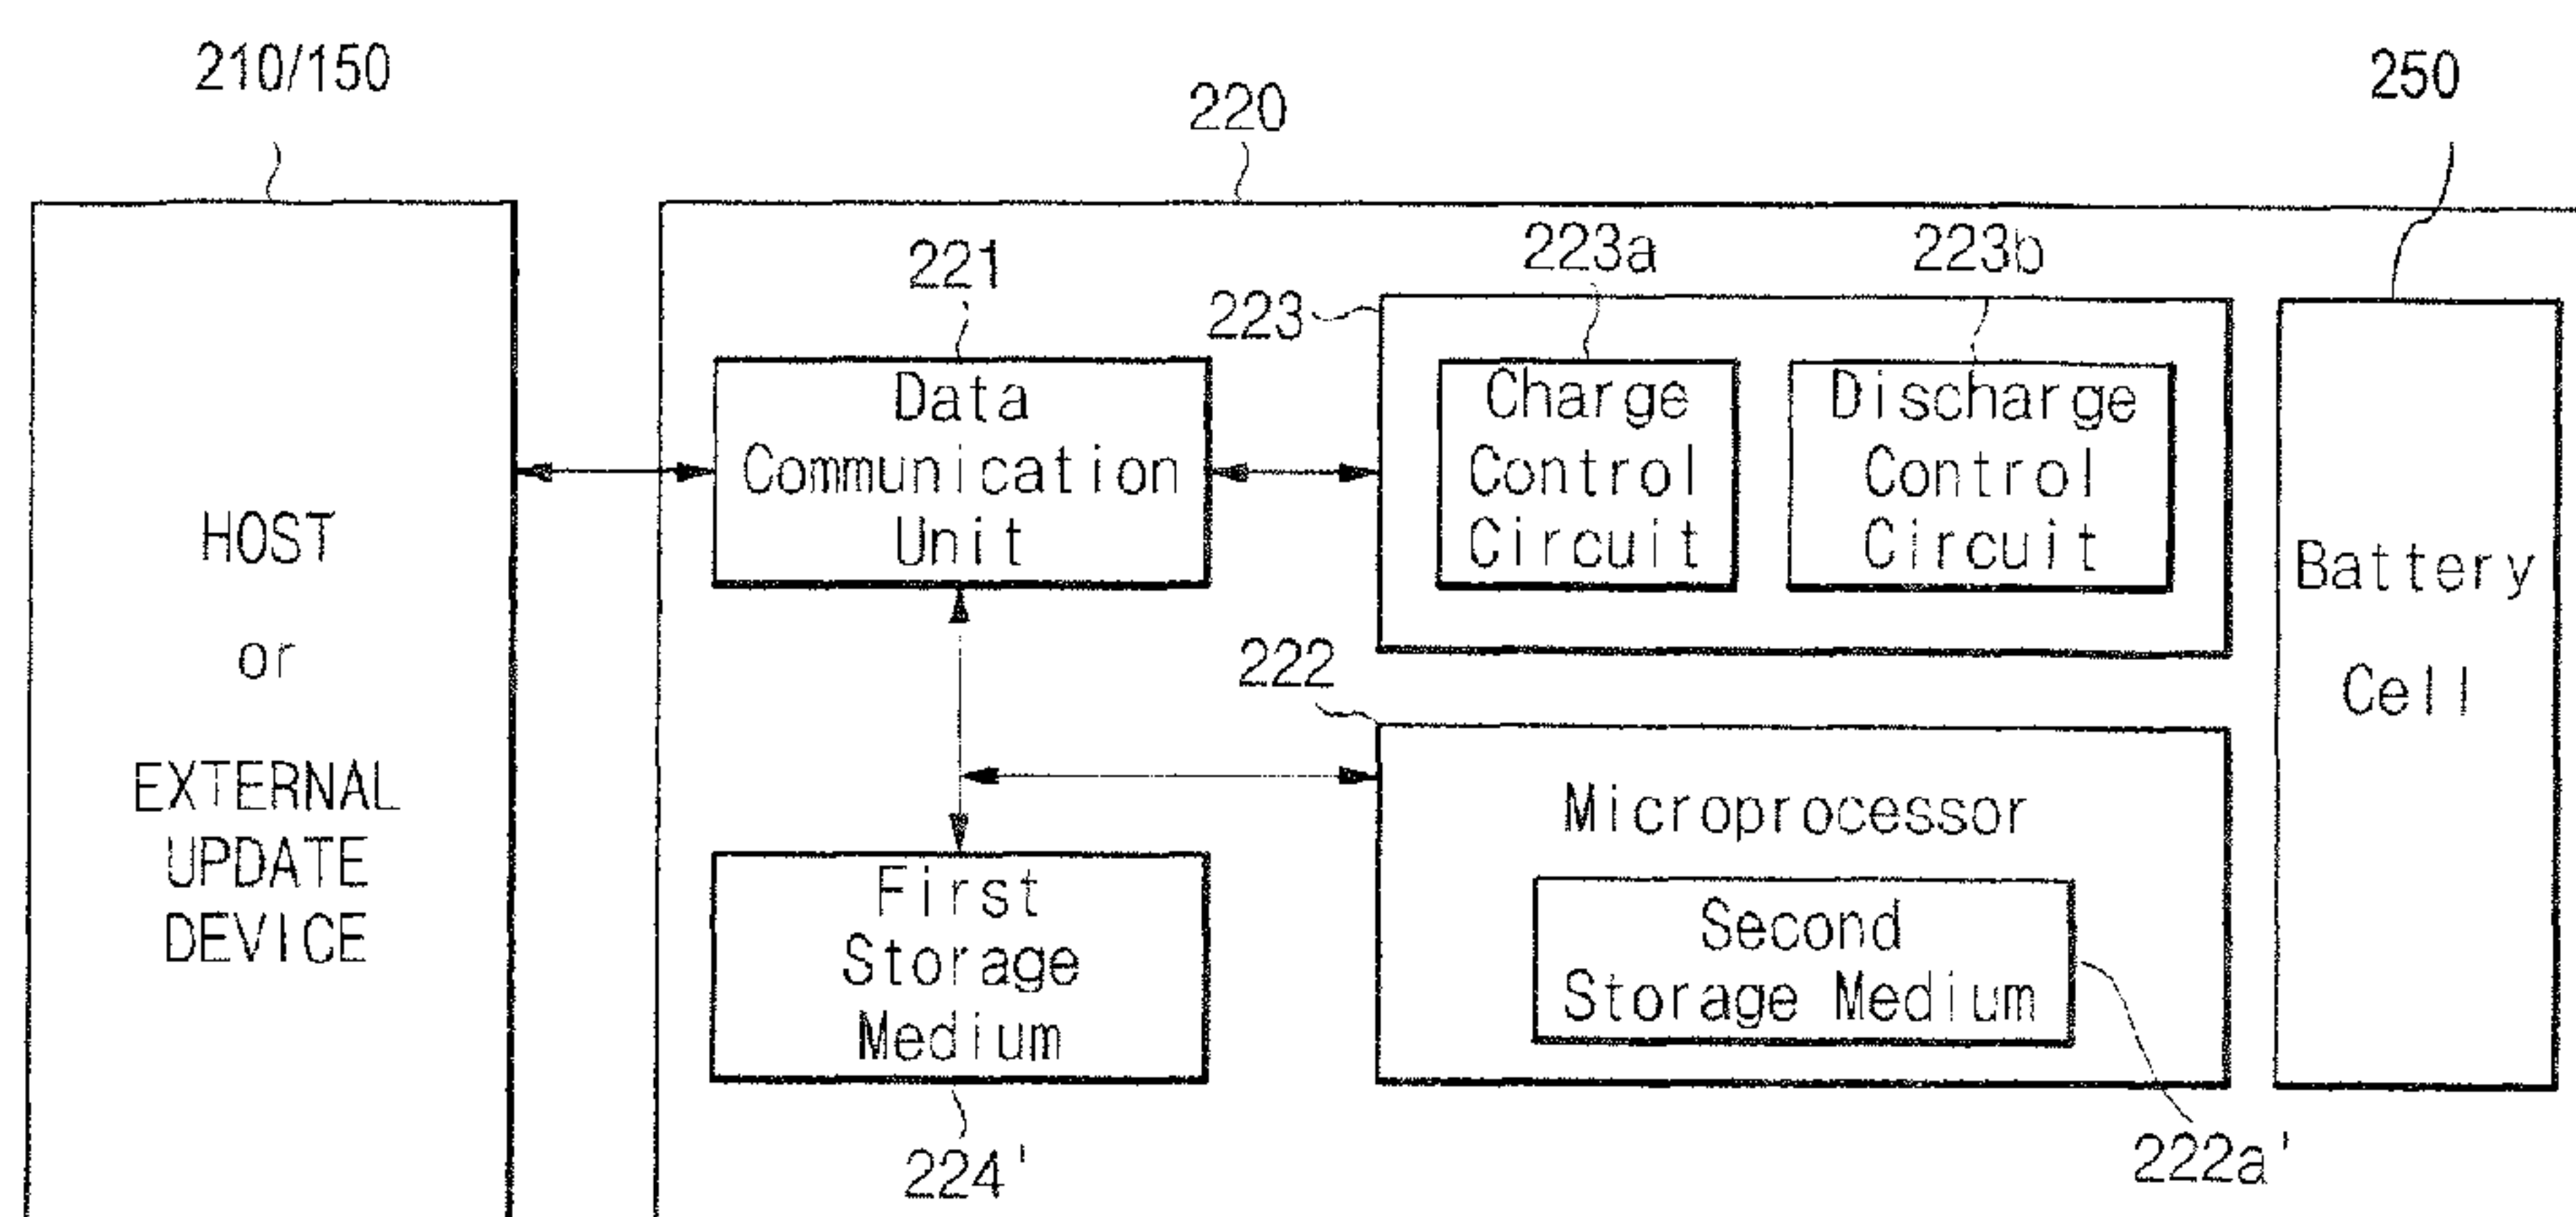 210/150
220
250
221
223
223a
223b
HOST
or
EXTERNAL
UPDATE
DEVICE
Data
Communication
Unit
Charge
Control
Circuit
Discharge
Control
Circuit
Battery
Cell
222
Microprocessor
Second
Storage Medium
First
Storage
Medium
224'
222a'